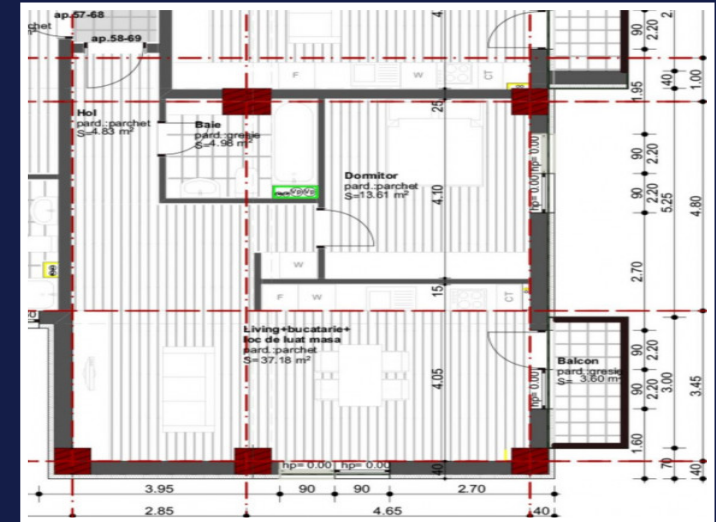 ap.57-68
ap.58-69
F
W
CT
Hol
pard.:parchet
S=4.83 m²
Baie
pard.:gresie
S=4.98 m²
Dormitor
pard.:parchet
S=13.61 m²
W
F
W
CT
Living+bucatarie+
loc de luat masa
pard.:parchet
S=37.18 m²
Balcon
pard.:gresie
S= 3.60 m²
hp= 0.00
hp= 0.00
hp= 0.00
hp= 0.00
hp= 0.00
25
4.10
15
4.05
40
90
2.20
40
1.00
1.95
90
2.20
90
2.20
5.25
4.80
2.70
90
2.20
90
2.20
3.00
3.45
1.60
70
40
3.95
90
90
2.70
2.85
4.65
40